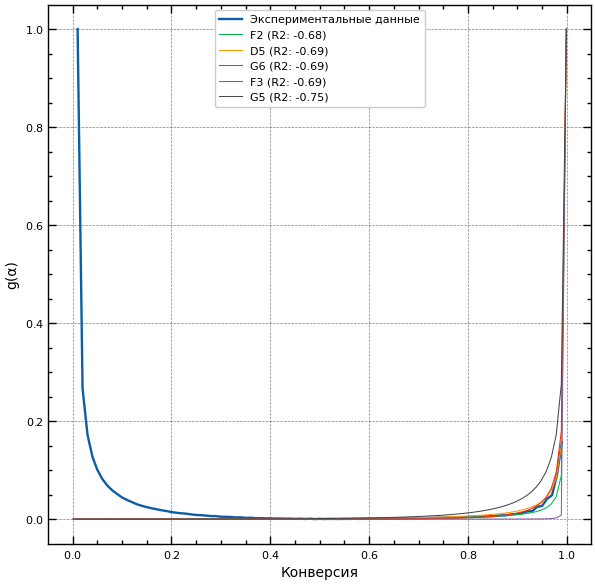 Экспериментальные данные
F2 (R2: -0.68)
D5 (R2: -0.69)
G6 (R2: -0.69)
F3 (R2: -0.69)
G5 (R2: -0.75)
1.0
0.8
0.6
0.4
0.2
0.0
g(α)
0.0 0.2 0.4 0.6 0.8 1.0
Конверсия